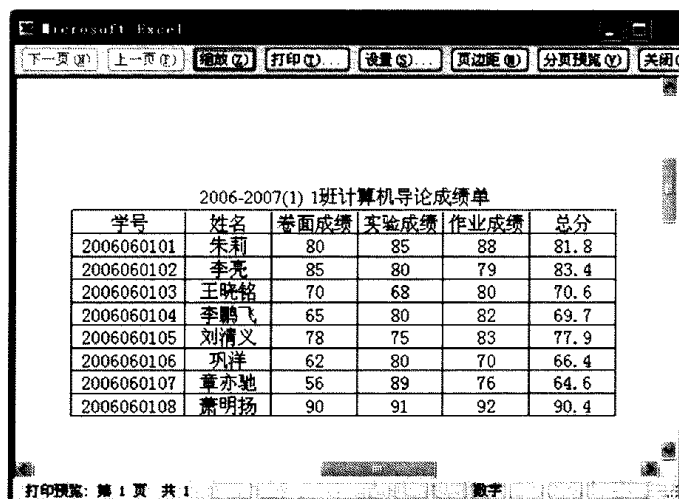 Microsoft Excel
下一页(N) 上一页(P) 缩放(Z) 打印(T)... 设置(S)... 页边距(M) 分页预览(V) 关闭(
2006-2007(1) 1班计算机导论成绩单
学号 姓名 卷面成绩 实验成绩 作业成绩 总分
2006060101 朱莉 80 85 88 81.8
2006060102 李亮 85 80 79 83.4
2006060103 王晓铭 70 68 80 70.6
2006060104 李鹏飞 65 80 82 69.7
2006060105 刘清义 78 75 83 77.9
2006060106 巩洋 62 80 70 66.4
2006060107 章亦驰 56 89 76 64.6
2006060108 萧明扬 90 91 92 90.4
打印预览: 第 1 页 共 1 数字